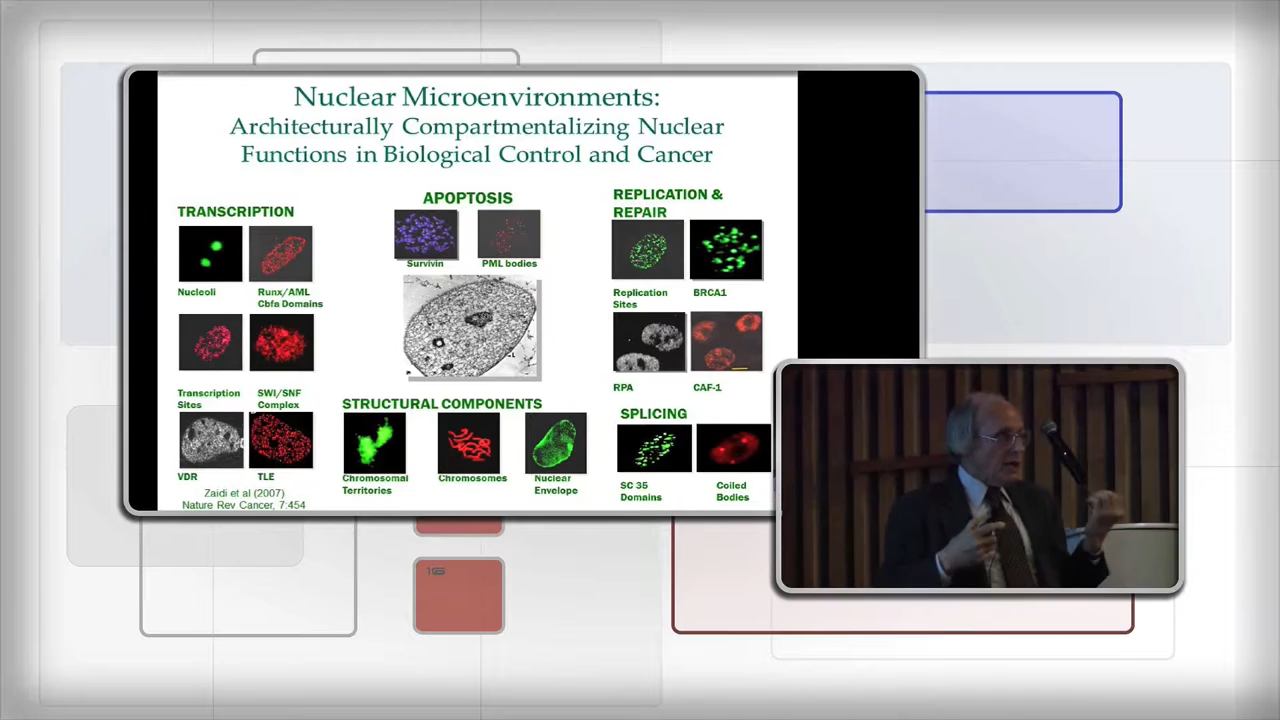 Nuclear Microenvironments:
Architecturally Compartmentalizing Nuclear
Functions in Biological Control and Cancer
TRANSCRIPTION
Nucleoli
Runx/AML
Cbfa Domains
Transcription
Sites
SWI/SNF
Complex
VDR
TLE
Zaidi et al (2007)
Nature Rev Cancer, 7:454
APOPTOSIS
Survivin
PML bodies
STRUCTURAL COMPONENTS
Chromosomal
Territories
Chromosomes
Nuclear
Envelope
REPLICATION &
REPAIR
Replication
Sites
BRCA1
RPA
CAF-1
SPLICING
SC 35
Domains
Coiled
Bodies
16